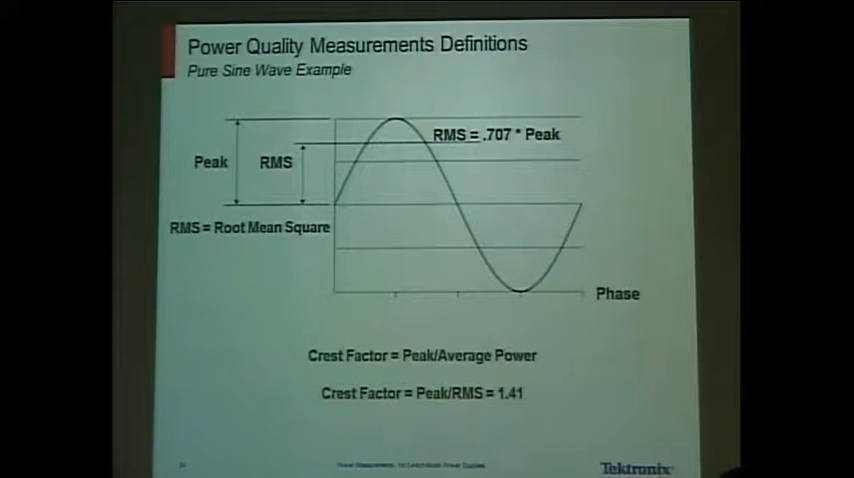 Power Quality Measurements Definitions
Pure Sine Wave Example
RMS = .707 * Peak
Peak
RMS
RMS = Root Mean Square
Phase
Crest Factor = Peak/Average Power
Crest Factor = Peak/RMS = 1.41
Power Measurements
Switch Mode Power Supplies
Tektronix